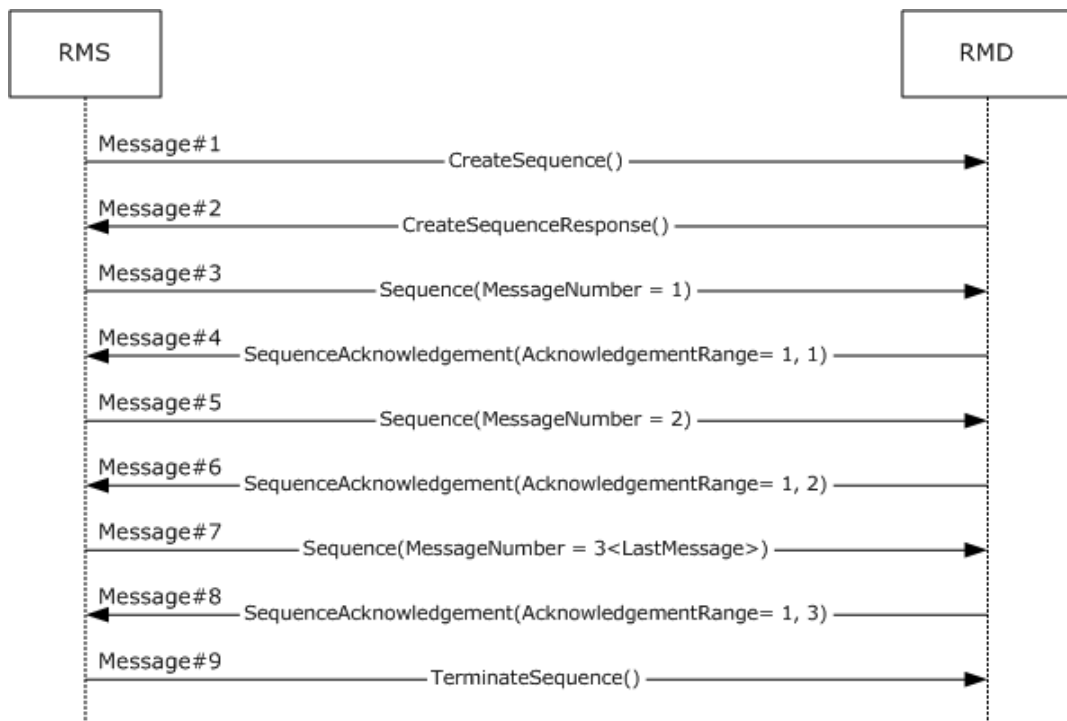 RMS
RMD
Message#1
CreateSequence()
Message#2
CreateSequenceResponse()
Message#3
Sequence(MessageNumber = 1)
Message#4
SequenceAcknowledgement(AcknowledgementRange= 1, 1)
Message#5
Sequence(MessageNumber = 2)
Message#6
SequenceAcknowledgement(AcknowledgementRange= 1, 2)
Message#7
Sequence(MessageNumber = 3<LastMessage>)
Message#8
SequenceAcknowledgement(AcknowledgementRange= 1, 3)
Message#9
TerminateSequence()